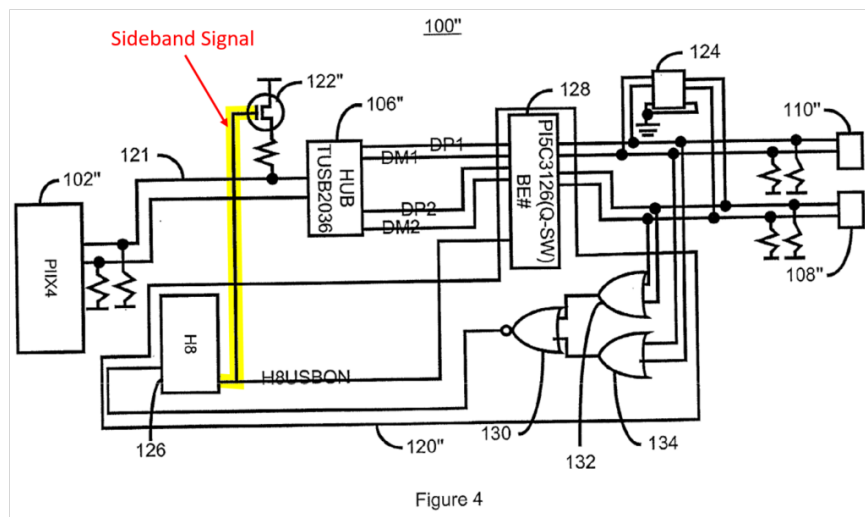 100"
Sideband Signal
124
122"
128
106"
110"
121
102"
HUB
TUSB2036
DP1
DM1
DP2
DM2
PI5C3126(Q-SW)
BE#
PIIX4
108"
H8
H8USBON
126
130
132
134
120"
Figure 4